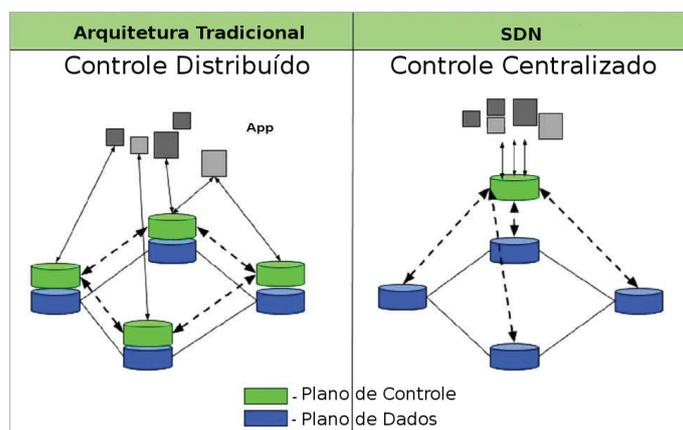 Arquitetura Tradicional
SDN
Controle Distribuído
Controle Centralizado
App
- Plano de Controle
- Plano de Dados